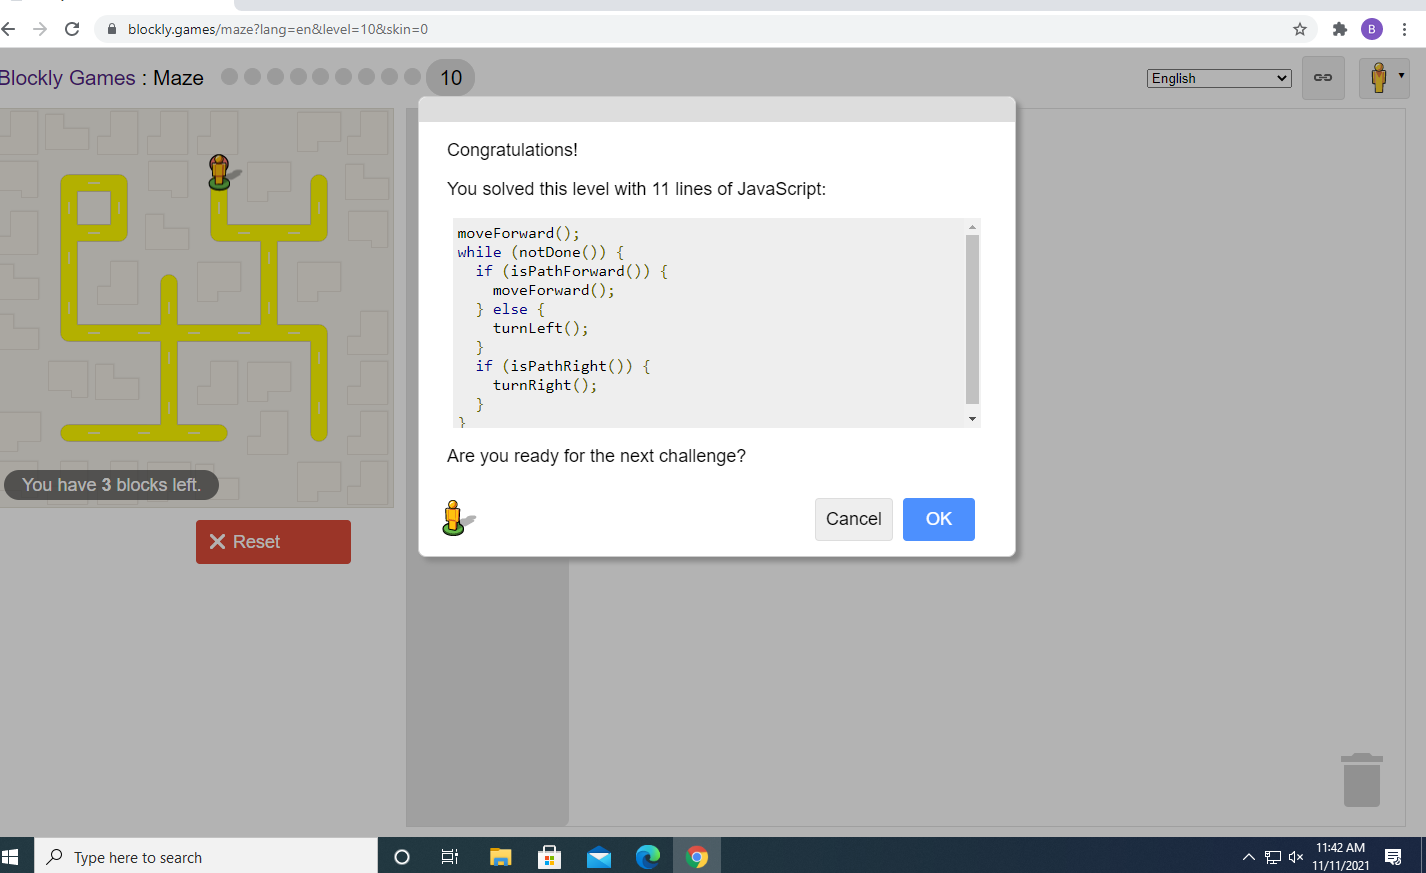 blockly.games/maze?lang=en&level=10&skin=0
B
Blockly Games : Maze
10
English
Congratulations!
You solved this level with 11 lines of JavaScript:
moveForward();
while (notDone()) {
  if (isPathForward()) {
    moveForward();
  } else {
    turnLeft();
  }
  if (isPathRight()) {
    turnRight();
  }
}
Are you ready for the next challenge?
Cancel
OK
You have 3 blocks left.
Reset
Type here to search
11:42 AM
11/11/2021